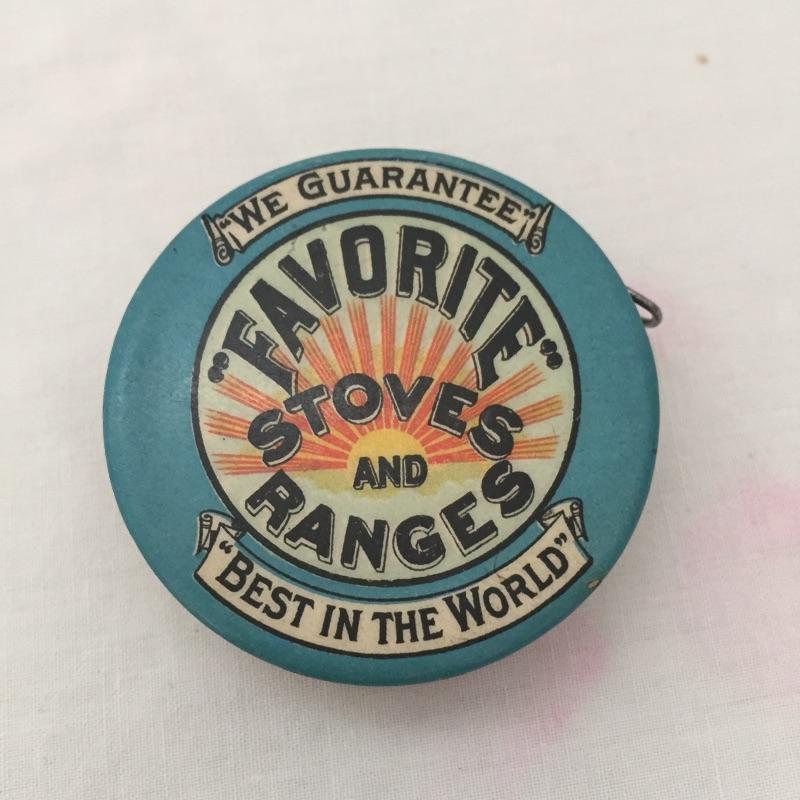 "WE GUARANTEE"
"FAVORITE"
STOVES
AND
RANGES
"BEST IN THE WORLD"